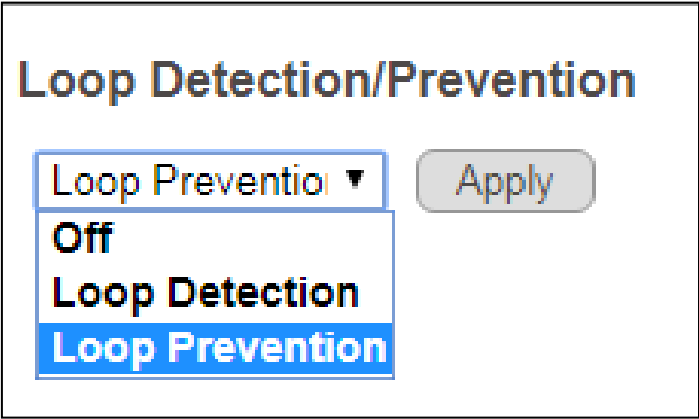 Loop Detection/Prevention
Loop Preventio ▼ Apply
Off
Loop Detection
Loop Prevention